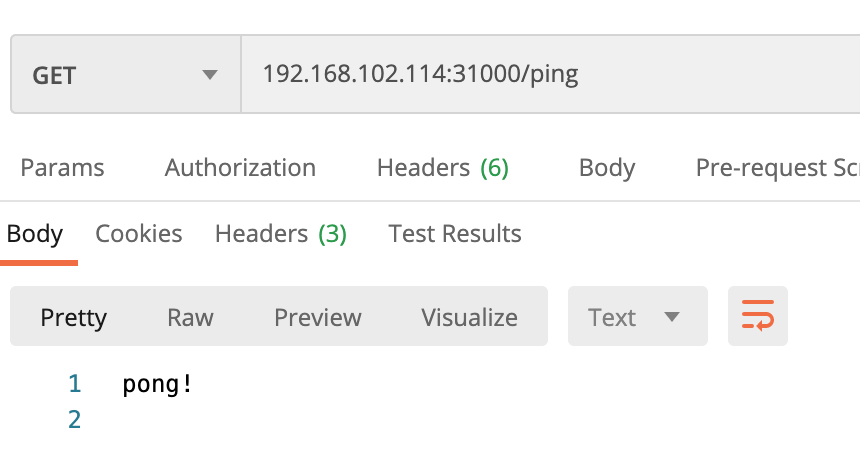 GET 192.168.102.114:31000/ping
Params Authorization Headers (6) Body Pre-request Sc
Body Cookies Headers (3) Test Results
Pretty Raw Preview Visualize Text
1 pong!
2